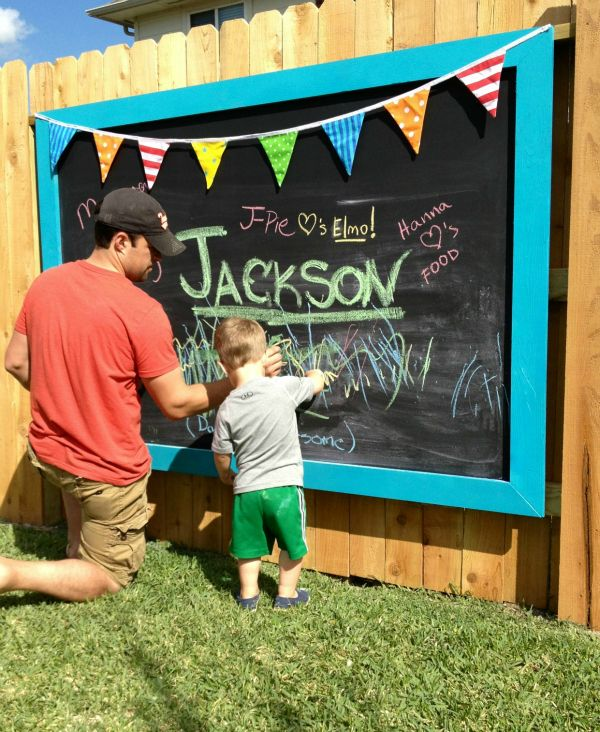 J-Pie ♡'s Elmo!
Hanna
♡'s
FOOD
JACKSON